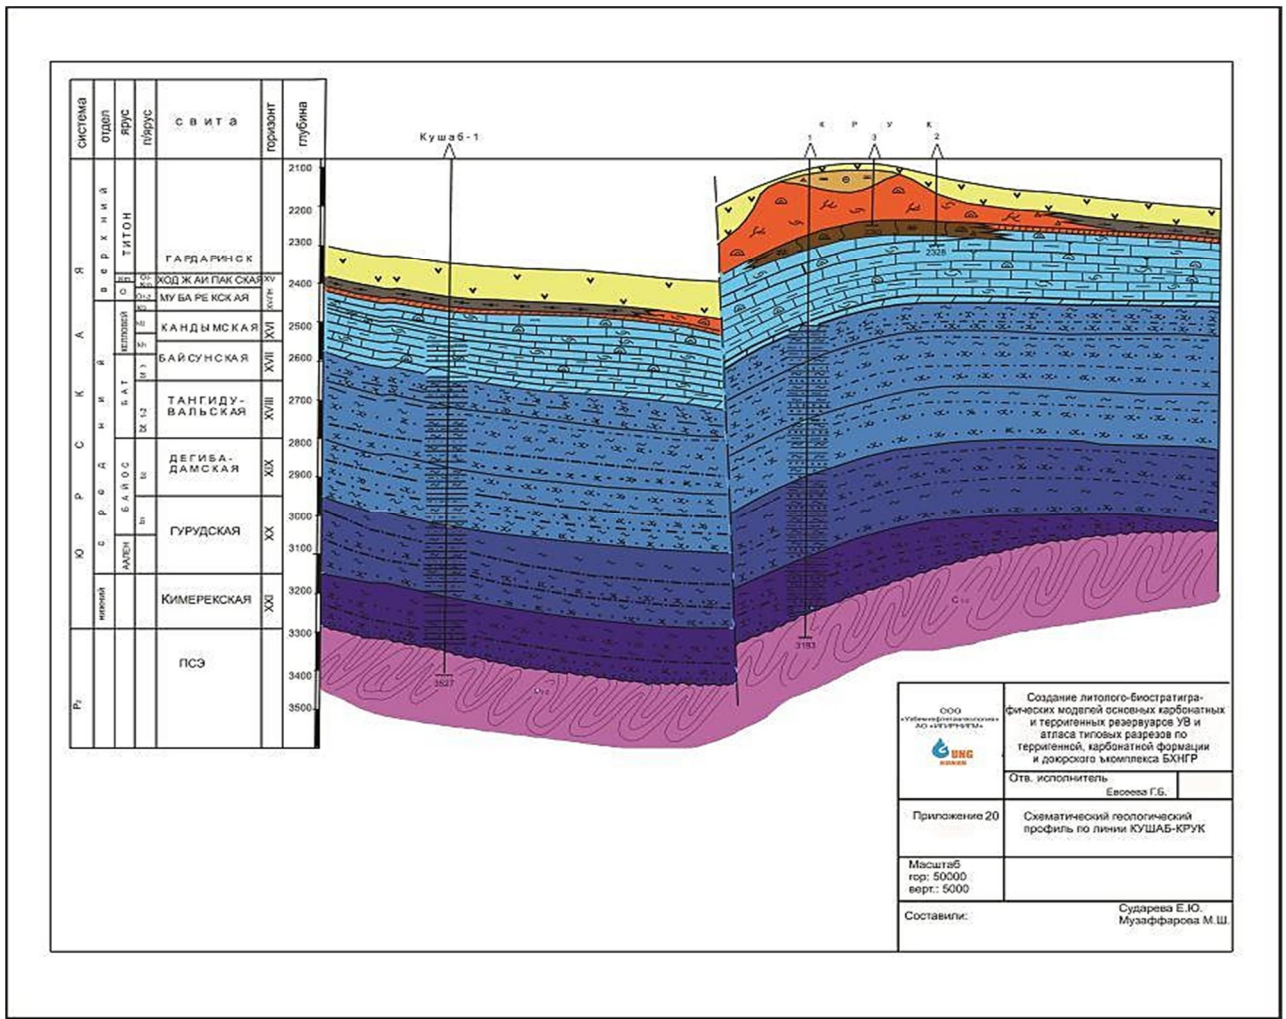 система
отдел
ярус
п/ярус
свита
горизонт
глубина
ЮРСКАЯ
верхний
средний
нижний
ТИТОН
О
КЕЛЛОВЕЙ
БАТ
БАЙОС
ААЛЕН
ГАРДАРИНСК
ХОДЖАИПАКСКАЯ
XV
МУБАРЕКСКАЯ
КАНДЫМСКАЯ
XVI
БАЙСУНСКАЯ
XVII
ТАНГИДУ-
ВАЛЬСКАЯ
XVIII
ДЕГИБА-
ДАМСКАЯ
XIX
ГУРУДСКАЯ
XX
КИМЕРЕКСКАЯ
XXI
ПСЭ
2100
2200
2300
2400
2500
2600
2700
2800
2900
3000
3100
3200
3300
3400
3500
Кушаб-1
КРУК
1 3 2
2328
3193
3527
ООО
UNG
Создание литолого-биостратигра-
фических моделей основных карбонатных
и терригенных резервуаров УВ и
атласа типовых разрезов по
терригенной, карбонатной формации
и доюрского ъкомплекса БХНГР
Отв. исполнитель
Евсеева Г.Б.
Приложение 20
Схематический геологический
профиль по линии КУШАБ-КРУК
Масштаб
гор: 50000
верт.: 5000
Составили:
Сударева Е.Ю.
Музаффарова М.Ш.